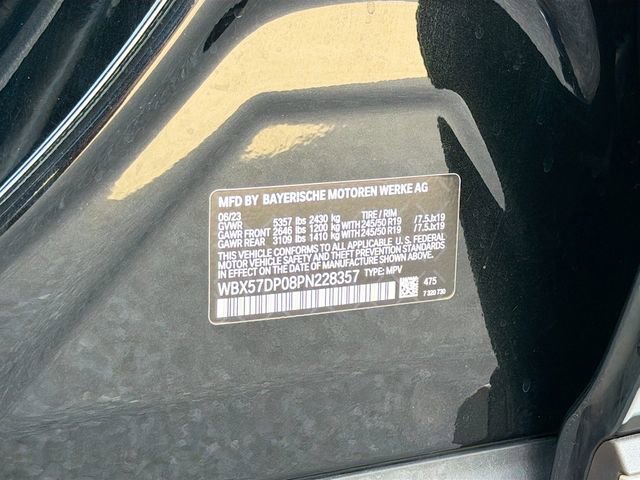 MFD BY BAYERISCHE MOTOREN WERKE AG
06/23
GVWR 5357 lbs 2430 kg TIRE / RIM
GAWR FRONT 2646 lbs 1200 kg WITH 245/50 R19 /7.5Jx19
GAWR REAR 3109 lbs 1410 kg WITH 245/50 R19 /7.5Jx19
THIS VEHICLE CONFORMS TO ALL APPLICABLE U.S. FEDERAL
MOTOR VEHICLE SAFETY AND THEFT PREVENTION STANDARDS
IN EFFECT ON THE DATE OF MANUFACTURE SHOWN ABOVE.
WBX57DP08PN228357 TYPE: MPV
475
7 320 730